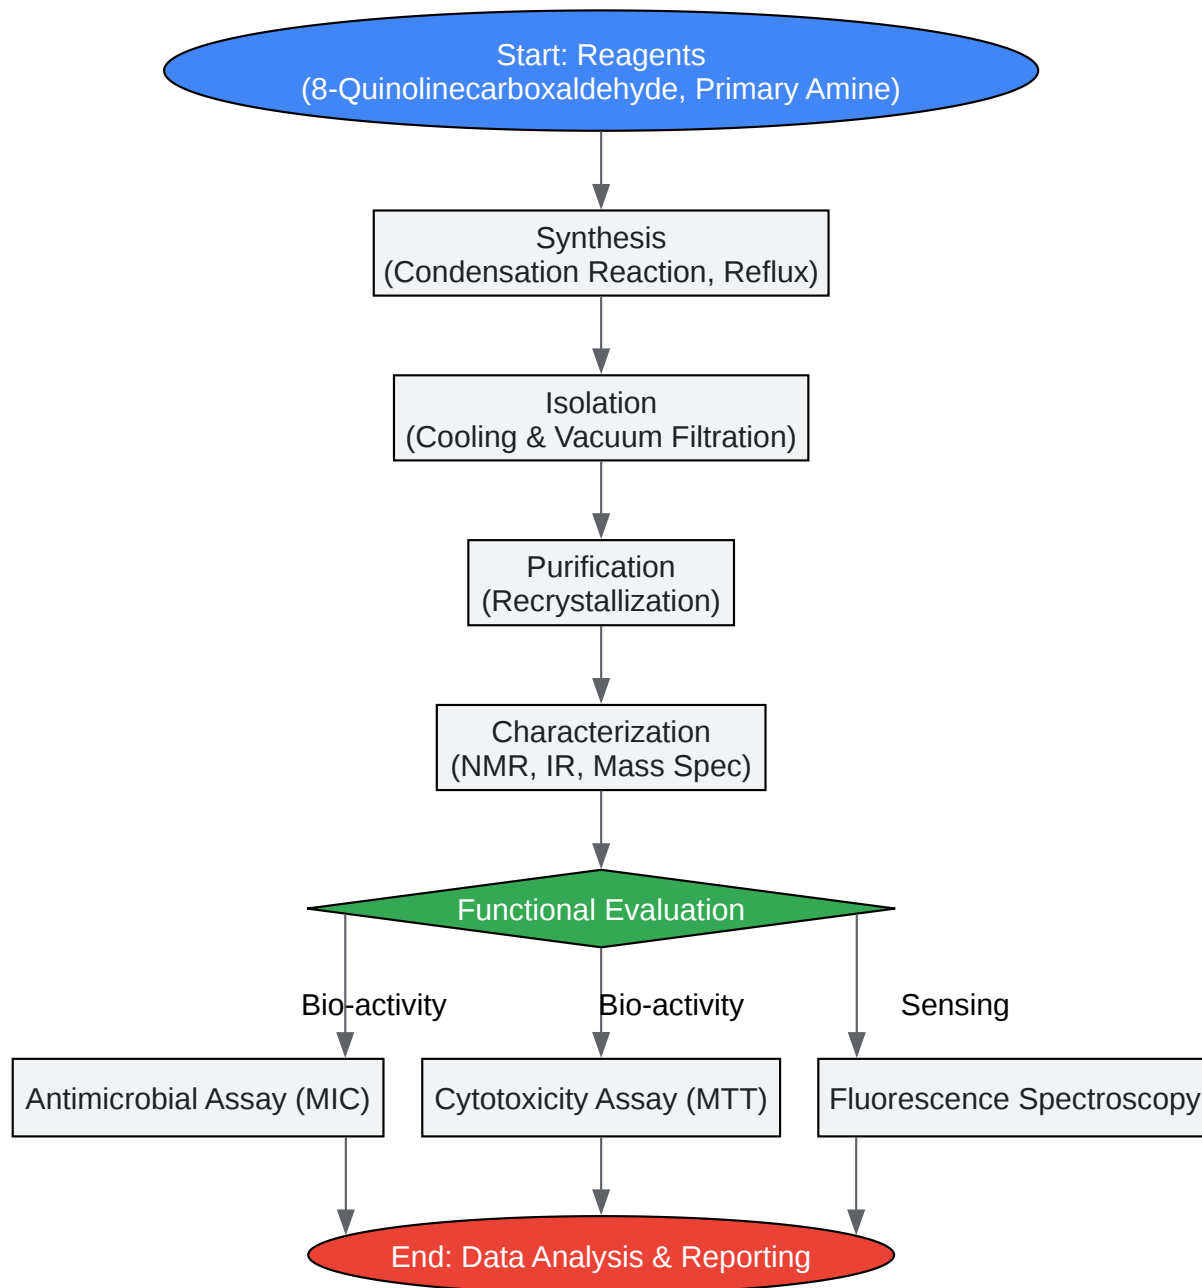 Start: Reagents
(8-Quinolinecarboxaldehyde, Primary Amine)
Synthesis
(Condensation Reaction, Reflux)
Isolation
(Cooling & Vacuum Filtration)
Purification
(Recrystallization)
Characterization
(NMR, IR, Mass Spec)
Functional Evaluation
Bio-activity
Bio-activity
Sensing
Antimicrobial Assay (MIC)
Cytotoxicity Assay (MTT)
Fluorescence Spectroscopy
End: Data Analysis & Reporting